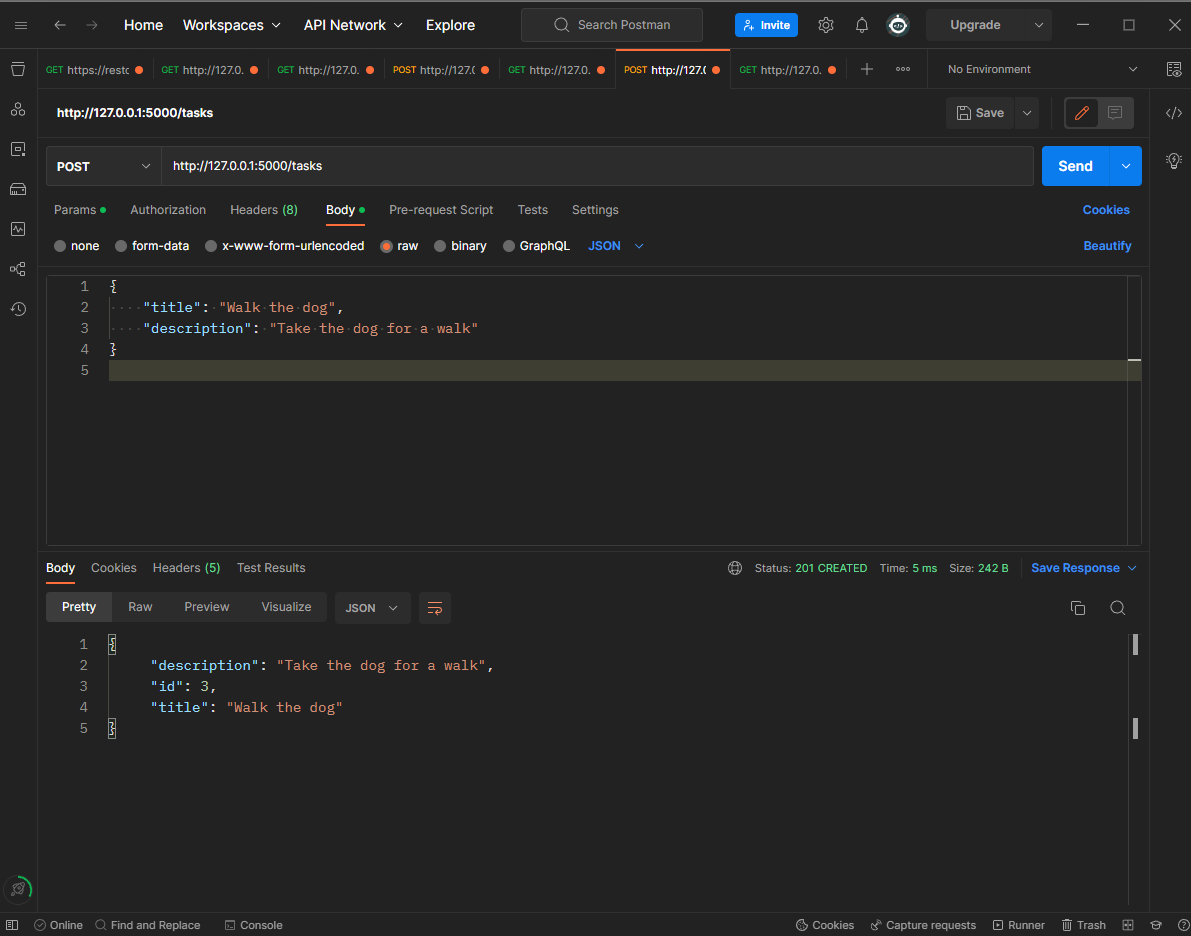 Home Workspaces API Network Explore Search Postman Invite Upgrade
GET https://resto GET http://127.0. GET http://127.0. POST http://127.( GET http://127.0. POST http://127.( GET http://127.0. No Environment
http://127.0.0.1:5000/tasks Save
POST http://127.0.0.1:5000/tasks Send
Params Authorization Headers (8) Body Pre-request Script Tests Settings Cookies
none form-data x-www-form-urlencoded raw binary GraphQL JSON Beautify
1 {
2 "title": "Walk the dog",
3 "description": "Take the dog for a walk"
4 }
5
Body Cookies Headers (5) Test Results Status: 201 CREATED Time: 5 ms Size: 242 B Save Response
Pretty Raw Preview Visualize JSON
1 {
2 "description": "Take the dog for a walk",
3 "id": 3,
4 "title": "Walk the dog"
5 }
Online Find and Replace Console Cookies Capture requests Runner Trash